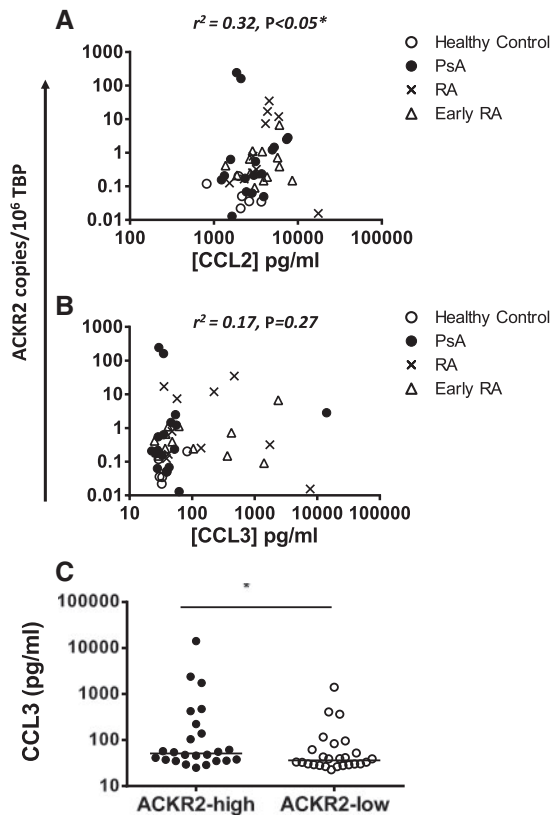 A
r² = 0.32, P<0.05*
1000
100
10
1
0.1
0.01
100
1000
10000
100000
[CCL2] pg/ml
Healthy Control
PsA
RA
Early RA
ACKR2 copies/10⁶ TBP
B
r² = 0.17, P=0.27
1000
100
10
1
0.1
0.01
10
100
1000
10000
100000
[CCL3] pg/ml
Healthy Control
PsA
RA
Early RA
C
*
100000
10000
1000
100
10
CCL3 (pg/ml)
ACKR2-high
ACKR2-low